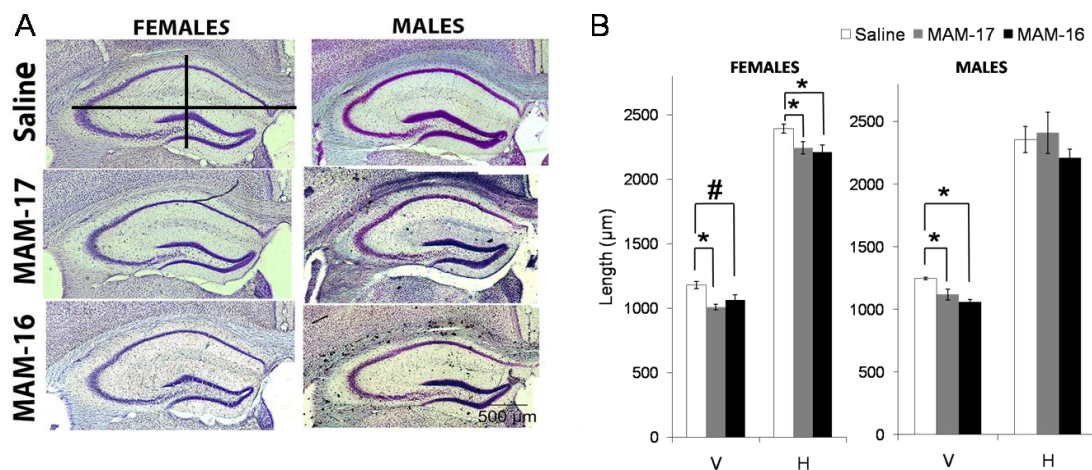 A
FEMALES
MALES
Saline
MAM-17
MAM-16
500 µm
B
Saline
MAM-17
MAM-16
FEMALES
MALES
Length (µm)
2500
2000
1500
1000
500
0
*
#
*
*
V
H
2500
2000
1500
1000
500
0
*
*
V
H